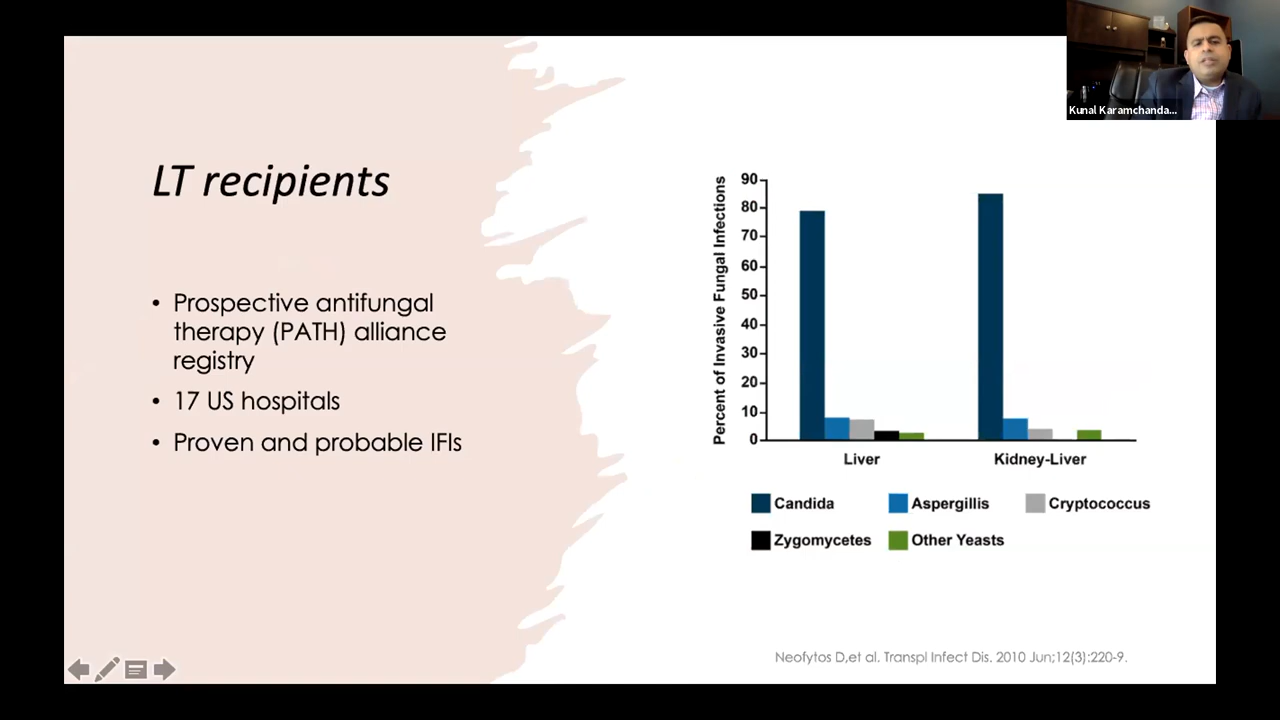 Kunal Karamchanda...
LT recipients
• Prospective antifungal
therapy (PATH) alliance
registry
• 17 US hospitals
• Proven and probable IFIs
Percent of Invasive Fungal Infections
90
80
70
60
50
40
30
20
10
0
Liver Kidney-Liver
Candida Aspergillis Cryptococcus
Zygomycetes Other Yeasts
Neofytos D,et al. Transpl Infect Dis. 2010 Jun;12(3):220-9.